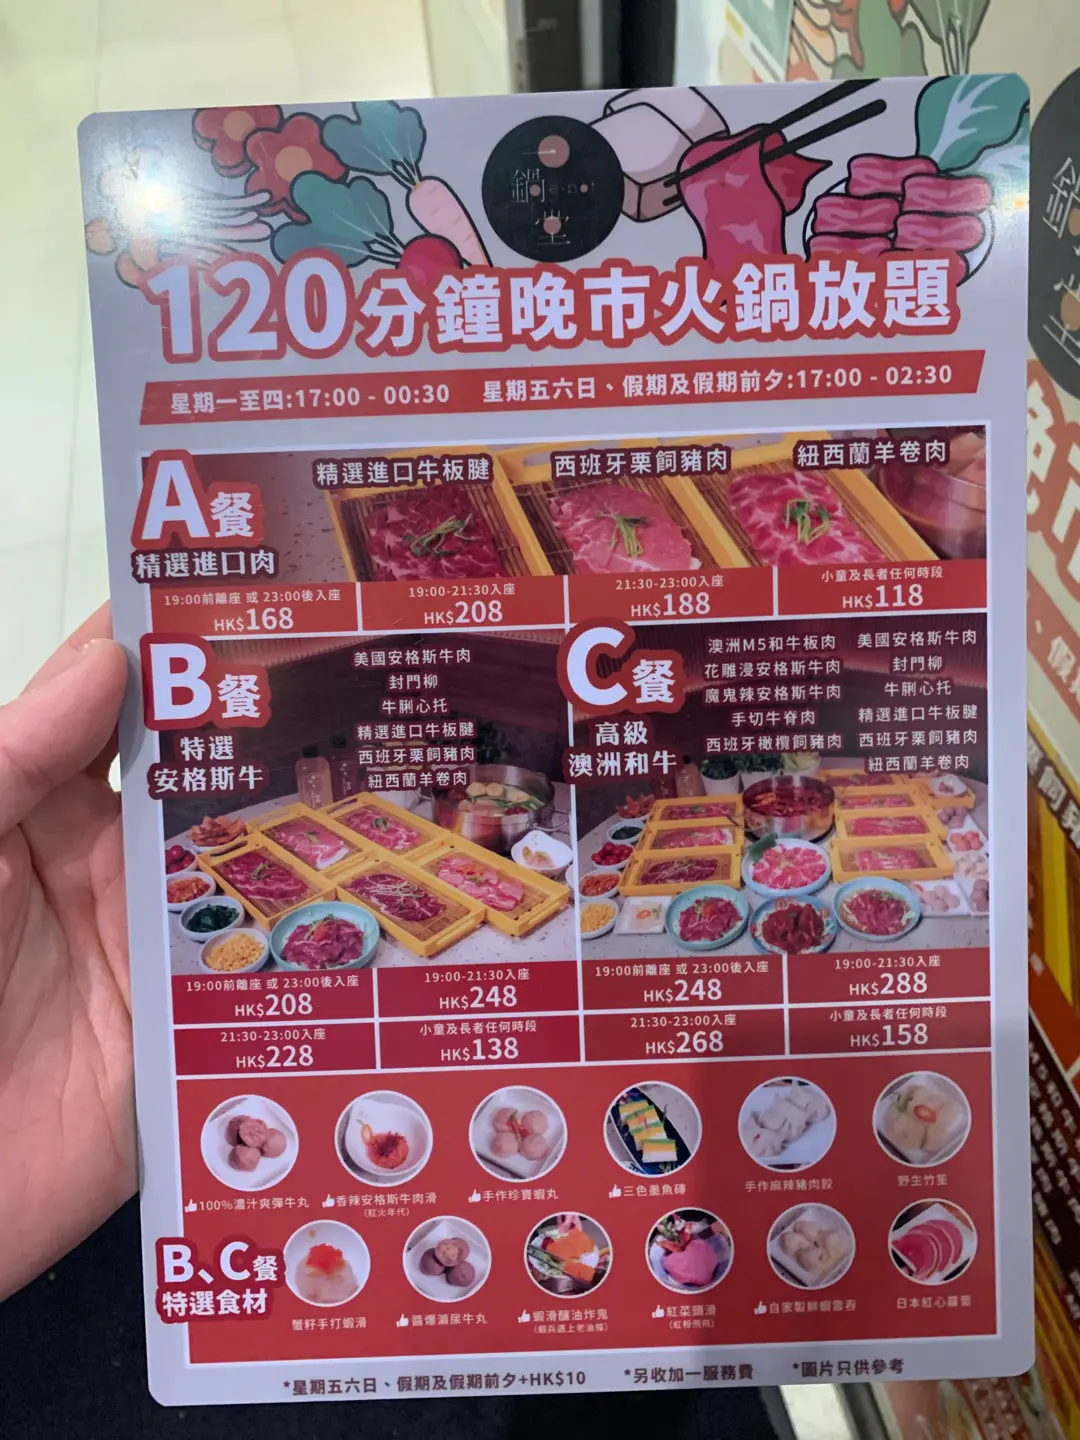 一
鍋
堂
120分鐘晚市火鍋放題
星期一至四:17:00 - 00:30 星期五六日、假期及假期前夕:17:00 - 02:30
A餐
精選進口肉
精選進口牛板腱
西班牙栗飼豬肉
紐西蘭羊卷肉
19:00前離座 或 23:00後入座
HK$168
19:00-21:30入座
HK$208
21:30-23:00入座
HK$188
小童及長者任何時段
HK$118
B餐
特選
安格斯牛
美國安格斯牛肉
封門柳
牛脷心托
精選進口牛板腱
西班牙栗飼豬肉
紐西蘭羊卷肉
19:00前離座 或 23:00後入座
HK$208
19:00-21:30入座
HK$248
21:30-23:00入座
HK$228
小童及長者任何時段
HK$138
C餐
高級
澳洲和牛
澳洲M5和牛板肉
花雕浸安格斯牛肉
魔鬼辣安格斯牛肉
手切牛脊肉
西班牙橄欖飼豬肉
美國安格斯牛肉
封門柳
牛脷心托
精選進口牛板腱
西班牙栗飼豬肉
紐西蘭羊卷肉
19:00前離座 或 23:00後入座
HK$248
19:00-21:30入座
HK$288
21:30-23:00入座
HK$268
小童及長者任何時段
HK$158
100%濃汁爽彈牛丸
香辣安格斯牛肉滑
(紅火年代)
手作珍寶蝦丸
三色墨魚磚
手作麻辣豬肉餃
野生竹笙
B、C餐
特選食材
蟹籽手打蝦滑
醬爆瀨尿牛丸
蝦滑釀油炸鬼
(蝦兵遇上老油條)
紅菜頭滑
(紅粉飛飛)
自家製鮮蝦雲吞
日本紅心蘿蔔
*星期五六日、假期及假期前夕+HK$10 *另收加一服務費 *圖片只供參考